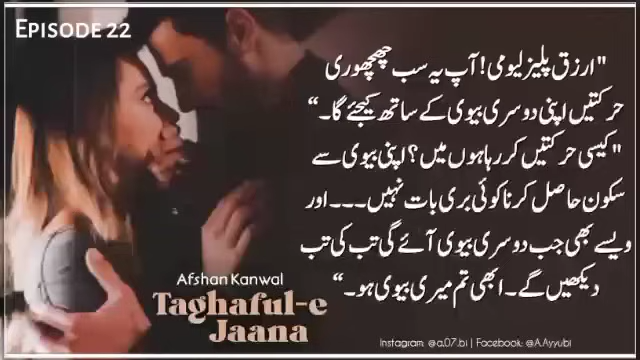 EPISODE 22
"ارزق پلیز لیو می! آپ یہ سب چھچھوری
حرکتیں اپنی دوسری بیوی کے ساتھ کیجئے گا۔“
"کیسی حرکتیں کر رہا ہوں میں؟ اپنی بیوی سے
سکون حاصل کرنا کوئی بری بات نہیں ۔۔۔ اور
ویسے بھی جب دوسری بیوی آئے گی تب کی تب
دیکھیں گے۔ ابھی تم میری بیوی ہو۔“
Afshan Kanwal
Taghaful-e
Jaana
Instagram: @a.07.bi | Facebook: @A.Ayyubi